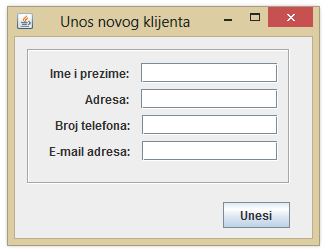 Unos novog klijenta
Ime i prezime:
Adresa:
Broj telefona:
E-mail adresa:
Unesi